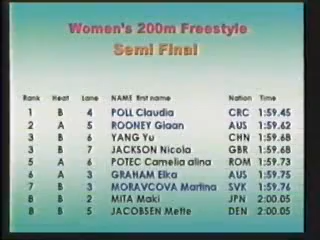 Women's 200m Freestyle
Semi Final
Rank Heat Lane NAME first name Nation Time
1 B 4 POLL Claudia CRC 1:59.45
2 A 5 ROONEY Giaan AUS 1:59.62
3 B 6 YANG Yu CHN 1:59.68
3 B 7 JACKSON Nicola GBR 1:59.68
5 A 6 POTEC Camelia alina ROM 1:59.73
6 A 3 GRAHAM Elka AUS 1:59.75
7 B 3 MORAVCOVA Martina SVK 1:59.76
8 B 2 MITA Maki JPN 2:00.05
8 B 5 JACOBSEN Mette DEN 2:00.05